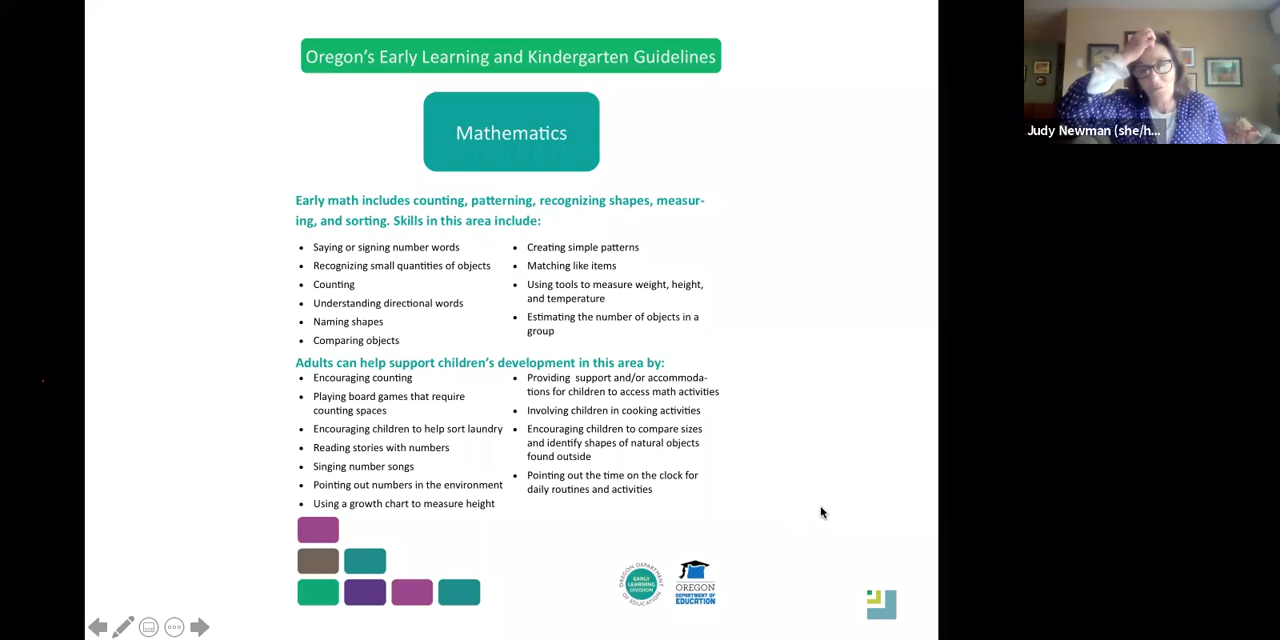 Oregon's Early Learning and Kindergarten Guidelines
Mathematics
Early math includes counting, patterning, recognizing shapes, measur-
ing, and sorting. Skills in this area include:
• Saying or signing number words
• Recognizing small quantities of objects
• Counting
• Understanding directional words
• Naming shapes
• Comparing objects
• Creating simple patterns
• Matching like items
• Using tools to measure weight, height,
and temperature
• Estimating the number of objects in a
group
Adults can help support children's development in this area by:
• Encouraging counting
• Playing board games that require
counting spaces
• Encouraging children to help sort laundry
• Reading stories with numbers
• Singing number songs
• Pointing out numbers in the environment
• Using a growth chart to measure height
• Providing support and/or accommoda-
tions for children to access math activities
• Involving children in cooking activities
• Encouraging children to compare sizes
and identify shapes of natural objects
found outside
• Pointing out the time on the clock for
daily routines and activities
OREGON DEPARTMENT
EARLY
LEARNING
DIVISION
OF EDUCATION
OREGON
DEPARTMENT OF
EDUCATION
Judy Newman (she/h...